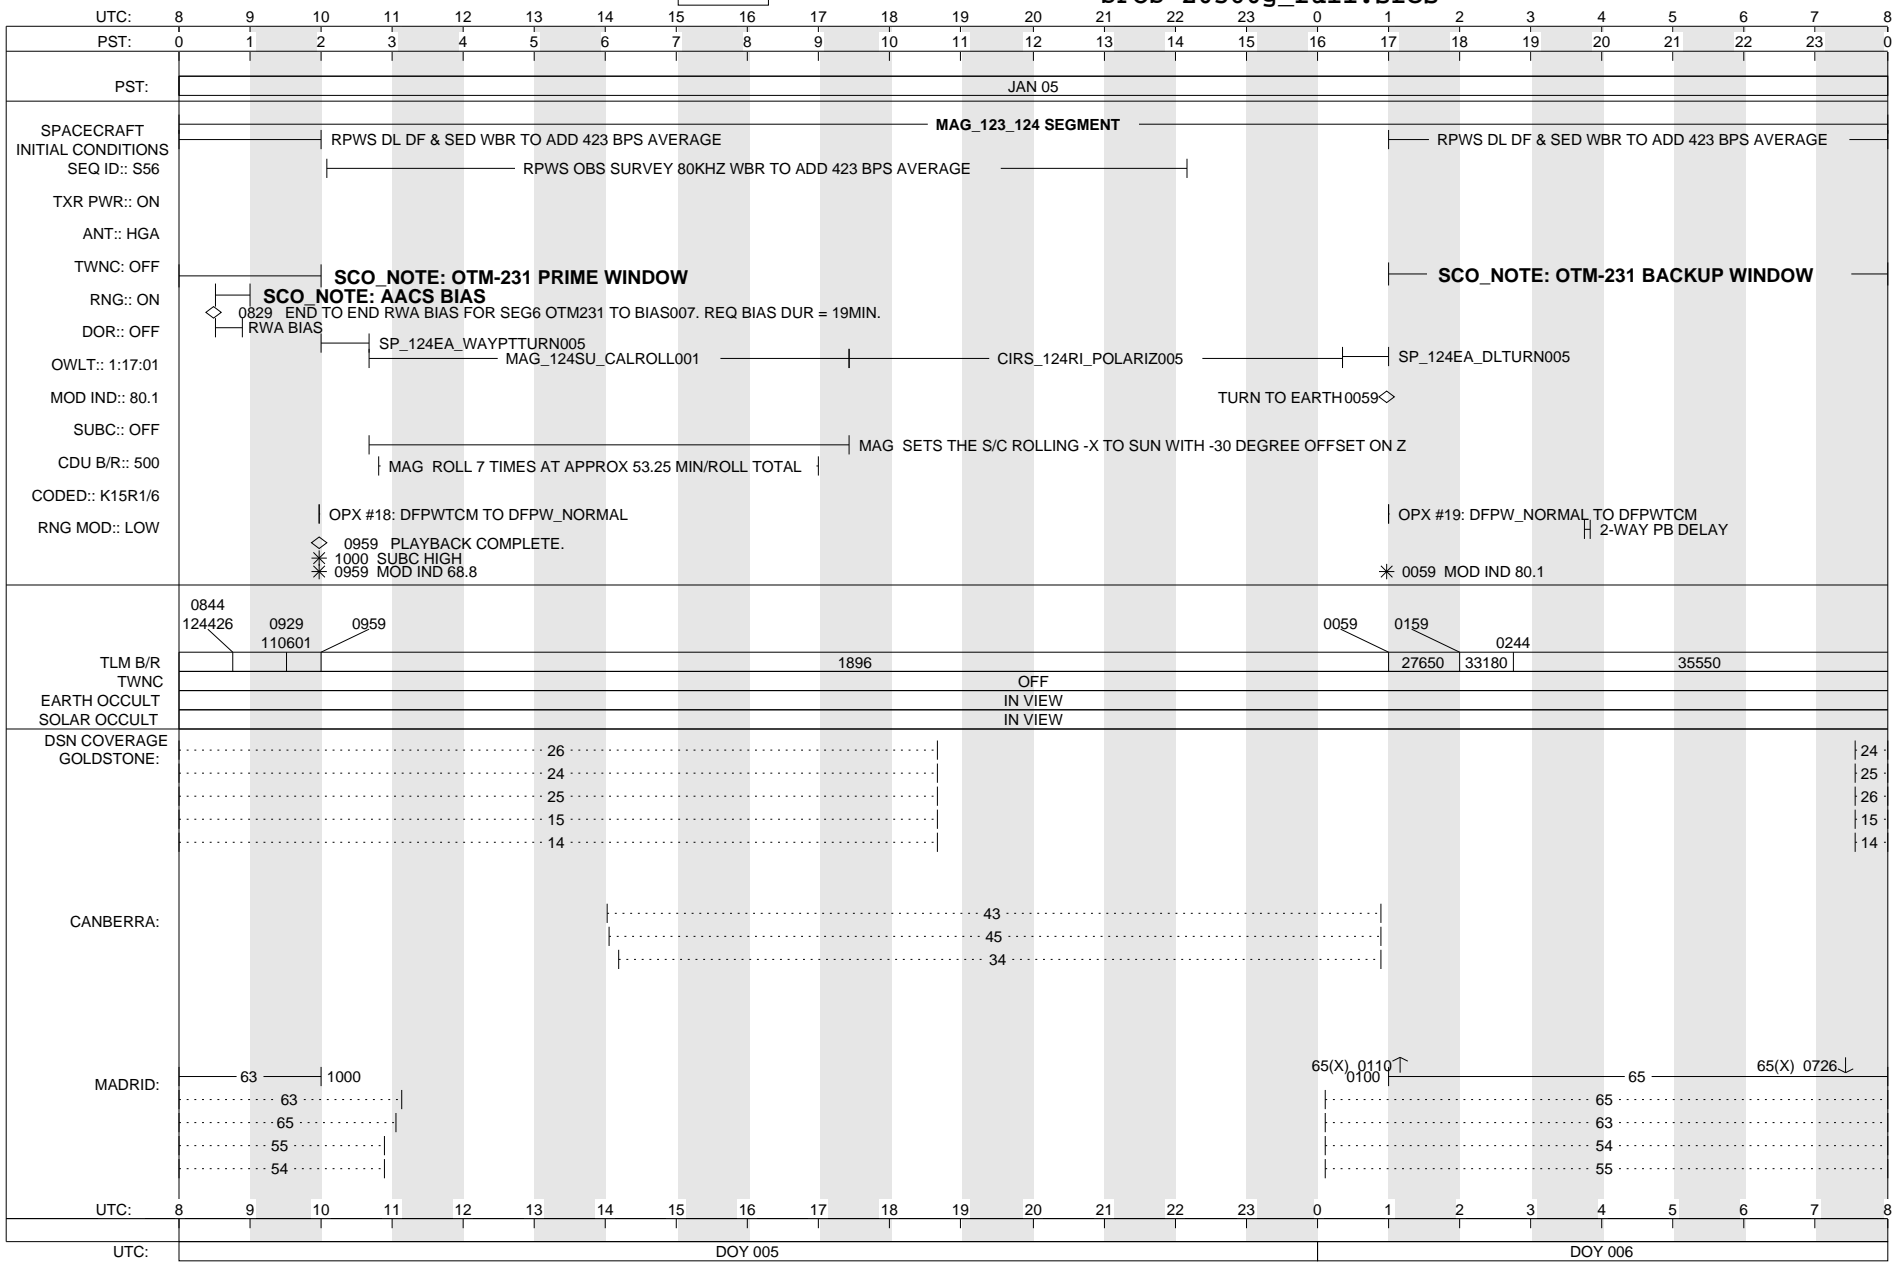 UTC: 8 9 10 11 12 13 14 15 16 17 18 19 20 21 22 23 0 1 2 3 4 5 6 7 8
PST: 0 1 2 3 4 5 6 7 8 9 10 11 12 13 14 15 16 17 18 19 20 21 22 23 0
PST: JAN 05
SPACECRAFT
INITIAL CONDITIONS
MAG_123_124 SEGMENT
RPWS DL DF & SED WBR TO ADD 423 BPS AVERAGE
RPWS DL DF & SED WBR TO ADD 423 BPS AVERAGE
SEQ ID:: S56
RPWS OBS SURVEY 80KHZ WBR TO ADD 423 BPS AVERAGE
TXR PWR:: ON
ANT:: HGA
TWNC: OFF
SCO_NOTE: OTM-231 PRIME WINDOW
SCO_NOTE: OTM-231 BACKUP WINDOW
RNG:: ON
SCO_NOTE: AACS BIAS
0829 END TO END RWA BIAS FOR SEG6 OTM231 TO BIAS007. REQ BIAS DUR = 19MIN.
DOR:: OFF
RWA BIAS
SP_124EA_WAYPTTURN005
OWLT:: 1:17:01
MAG_124SU_CALROLL001
CIRS_124RI_POLARIZ005
SP_124EA_DLTURN005
MOD IND:: 80.1
TURN TO EARTH 0059
SUBC:: OFF
MAG SETS THE S/C ROLLING -X TO SUN WITH -30 DEGREE OFFSET ON Z
CDU B/R:: 500
MAG ROLL 7 TIMES AT APPROX 53.25 MIN/ROLL TOTAL
CODED:: K15R1/6
OPX #18: DFPWTCM TO DFPW_NORMAL
OPX #19: DFPW_NORMAL TO DFPWTCM
RNG MOD:: LOW
2-WAY PB DELAY
0959 PLAYBACK COMPLETE.
1000 SUBC HIGH
0959 MOD IND 68.8
0059 MOD IND 80.1
0844
124426
0929
110601
0959
0059
0159
0244
TLM B/R 1896 27650 33180 35550
TWNC OFF
EARTH OCCULT IN VIEW
SOLAR OCCULT IN VIEW
DSN COVERAGE
GOLDSTONE:
26 24
24 25
25 26
15 15
14 14
CANBERRA:
43
45
34
MADRID:
65(X) 0110
65(X) 0726
63 1000 0100 65
63 65
65 63
55 54
54 55
UTC: 8 9 10 11 12 13 14 15 16 17 18 19 20 21 22 23 0 1 2 3 4 5 6 7 8
UTC: DOY 005 DOY 006